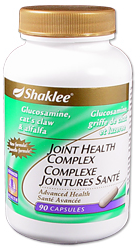 Shaklee
Glucosamine,
cat's claw
& alfalfa
Glucosamine,
griffe du chat
et luzerne
JOINT HEALTH
COMPLEX
COMPLEXE
JOINTURES SANTÉ
Advanced Health
Santé Avancée
90 CAPSULES